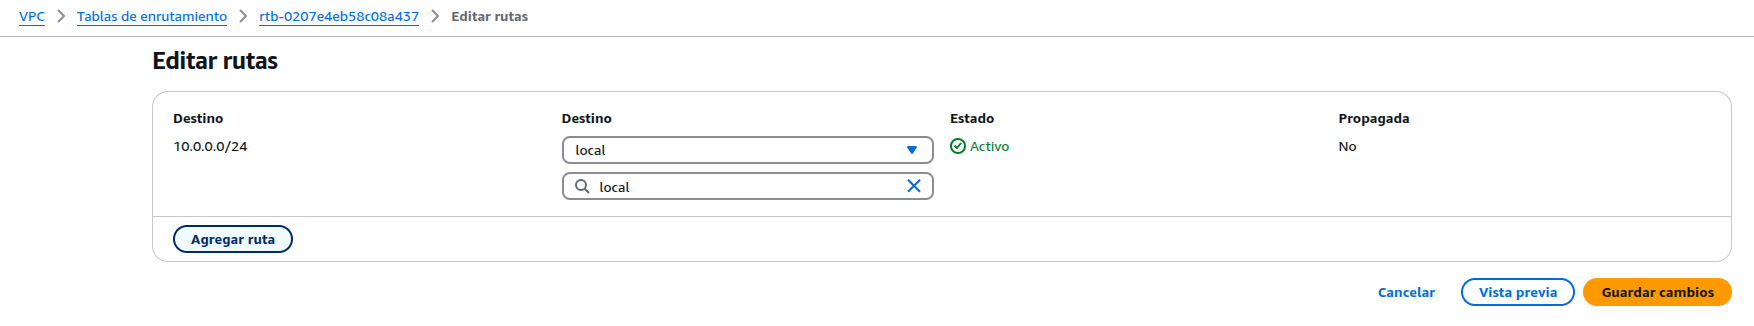 VPC > Tablas de enrutamiento > rtb-0207e4eb58c08a437 > Editar rutas
Editar rutas
Destino Destino Estado Propagada
10.0.0.0/24 local Activo No
local
Agregar ruta
Cancelar Vista previa Guardar cambios